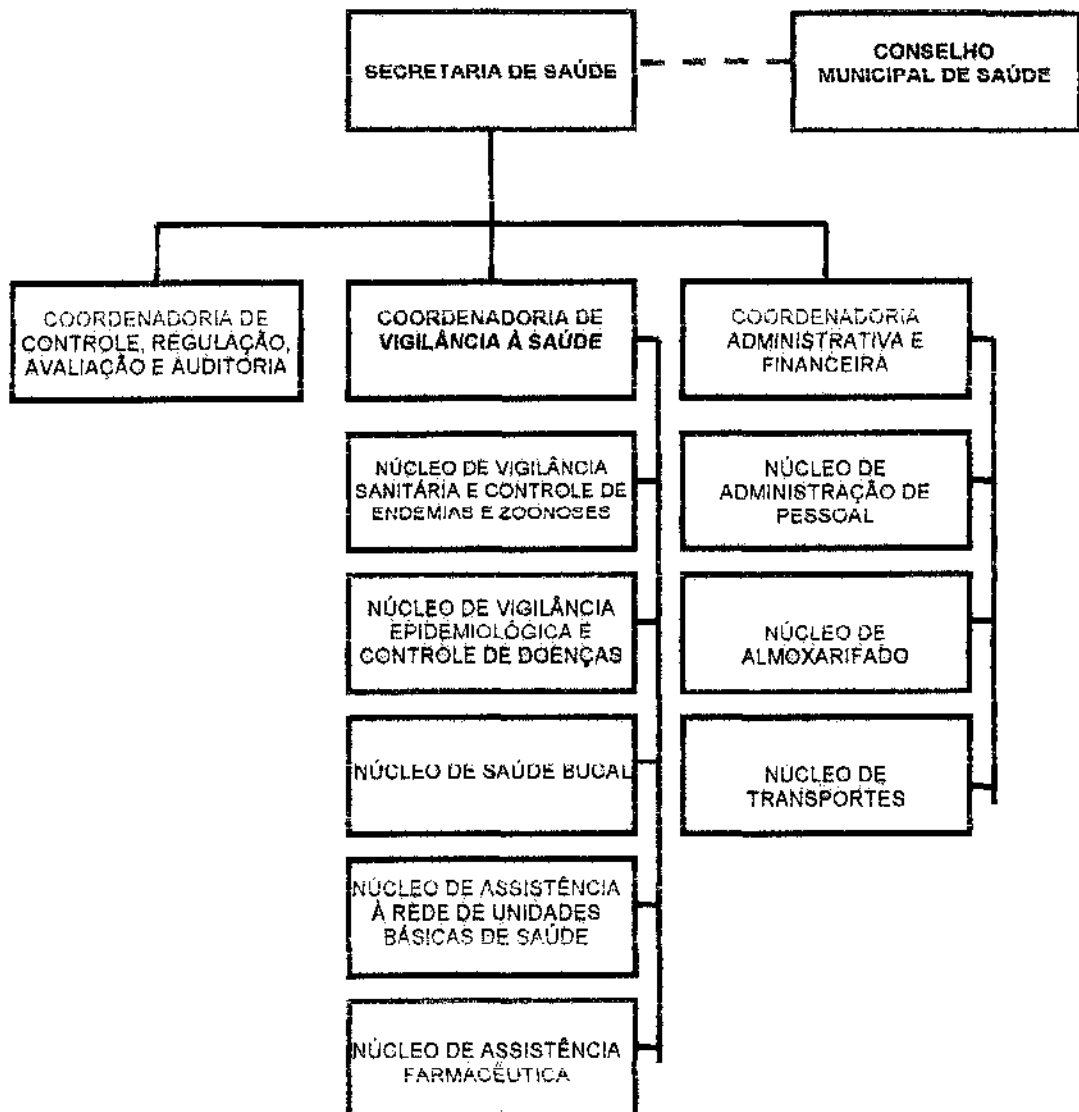 SECRETARIA DE SAÚDE
CONSELHO
MUNICIPAL DE SAÚDE
COORDENADORIA DE
CONTROLE, REGULAÇÃO,
AVALIAÇÃO E AUDITORIA
COORDENADORIA DE
VIGILÂNCIA À SAÚDE
COORDENADORIA
ADMINISTRATIVA E
FINANCEIRA
NÚCLEO DE VIGILÂNCIA
SANITÁRIA E CONTROLE DE
ENDEMIAS E ZOONOSES
NÚCLEO DE VIGILÂNCIA
EPIDEMIOLÓGICA E
CONTROLE DE DOENÇAS
NÚCLEO DE SAÚDE BUCAL
NÚCLEO DE ASSISTÊNCIA
À REDE DE UNIDADES
BÁSICAS DE SAÚDE
NÚCLEO DE ASSISTÊNCIA
FARMACÊUTICA
NÚCLEO DE
ADMINISTRAÇÃO DE
PESSOAL
NÚCLEO DE
ALMOXARIFADO
NÚCLEO DE
TRANSPORTES